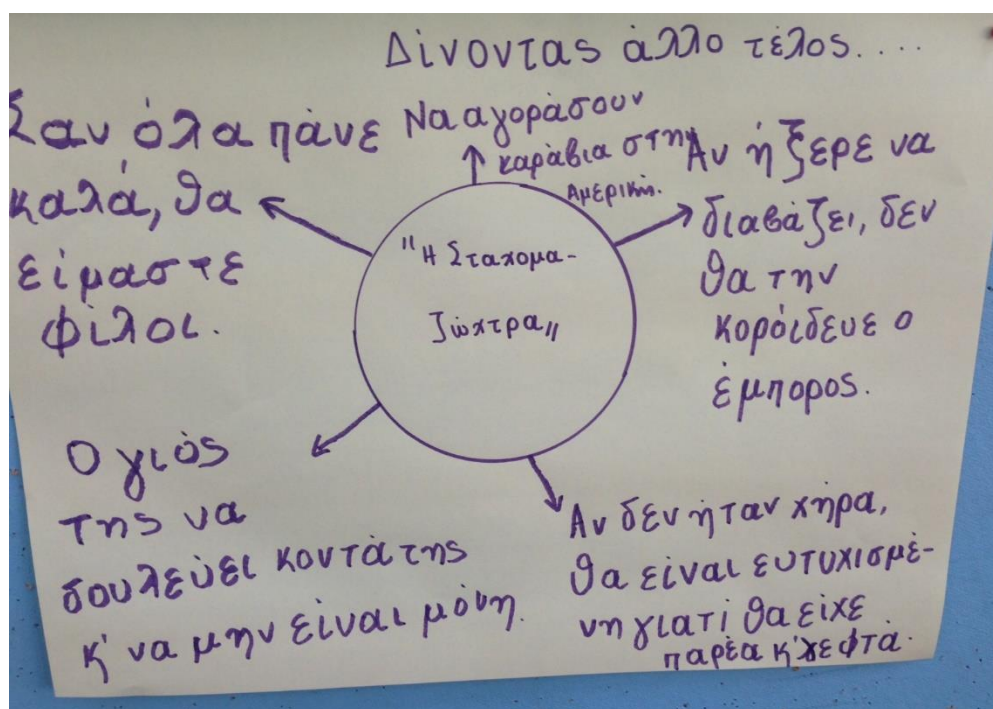 Δίνοντας άλλο τέλος....
Σαν όλα πάνε
καλά, θα
είμαστε
φίλοι.
Να αγοράσουν
καράβια στην
Αμερική.
Αν ή ξερε να
διαβάζει, δεν
θα την
κορόιδευε ο
έμπορος.
"Η Σταχομα-
ζώχτρα"
Ο γιός
της να
δουλεύει κοντά της
κ' να μην είναι μόνη.
Αν δεν ήταν χήρα,
θα είναι ευτυχισμέ-
νη γιατί θα είχε
παρέα κ' λεφτά.